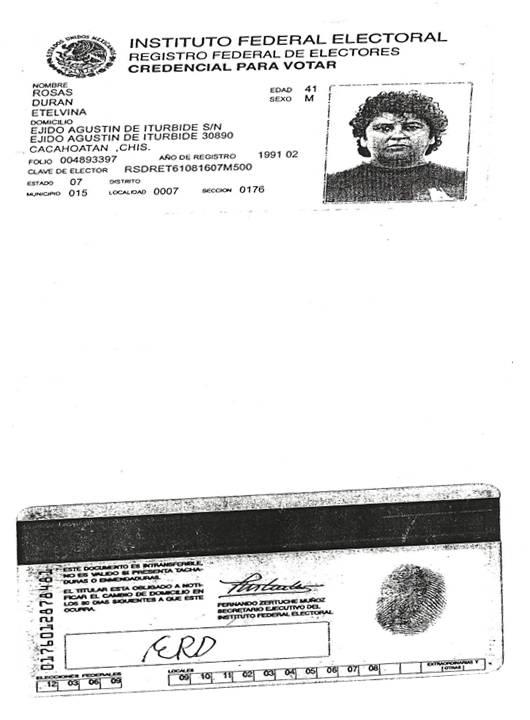 ESTADOS UNIDOS MEXICANOS
INSTITUTO FEDERAL ELECTORAL
REGISTRO FEDERAL DE ELECTORES
CREDENCIAL PARA VOTAR
NOMBRE
ROSAS
DURAN
ETELVINA
EDAD 41
SEXO M
DOMICILIO
EJIDO AGUSTIN DE ITURBIDE S/N
EJIDO AGUSTIN DE ITURBIDE 30890
CACAHOATAN ,CHIS.
FOLIO 004893397 AÑO DE REGISTRO 1991 02
CLAVE DE ELECTOR RSDRET61081607M500
ESTADO 07 DISTRITO
MUNICIPIO 015 LOCALIDAD 0007 SECCION 0176
ESTE DOCUMENTO ES INTRANSFERIBLE,
NO ES VALIDO SI PRESENTA TACHA-
DURAS O ENMENDADURAS.
EL TITULAR ESTA OBLIGADO A NOTI-
FICAR EL CAMBIO DE DOMICILIO EN
LOS 30 DIAS SIGUIENTES A QUE ESTE
OCURRA.
FERNANDO ZERTUCHE MUÑOZ
SECRETARIO EJECUTIVO DEL
INSTITUTO FEDERAL ELECTORAL
ERD
ELECCIONES FEDERALES
12 03 06 09
LOCALES
09 10 11 02 03 04 05 06 07 08
EXTRAORDINARIAS Y OTRAS